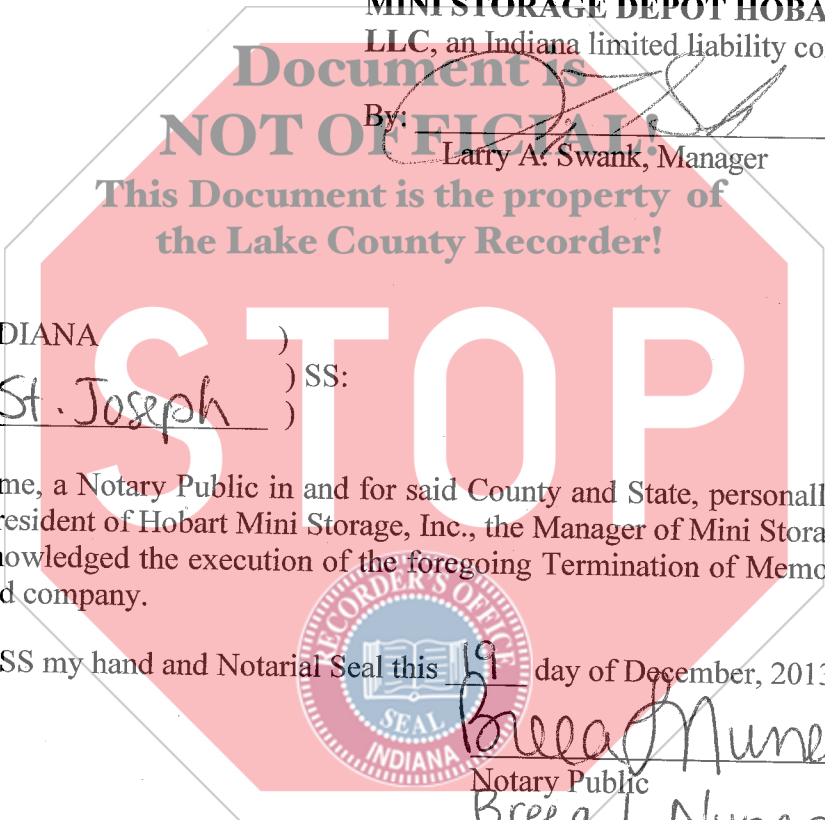 MINI STORAGE DEPOT HOBA
LLC, an Indiana limited liability co
Document is
By:
NOT OFFICIAL!
Larry A. Swank, Manager
This Document is the property of
the Lake County Recorder!
STOP
DIANA )
) SS:
St. Joseph )
me, a Notary Public in and for said County and State, personall
resident of Hobart Mini Storage, Inc., the Manager of Mini Stora
nowledged the execution of the foregoing Termination of Memo
d company.
RECORDER'S OFFICE
SEAL
INDIANA
SS my hand and Notarial Seal this 19 day of December, 2013
Notary Public